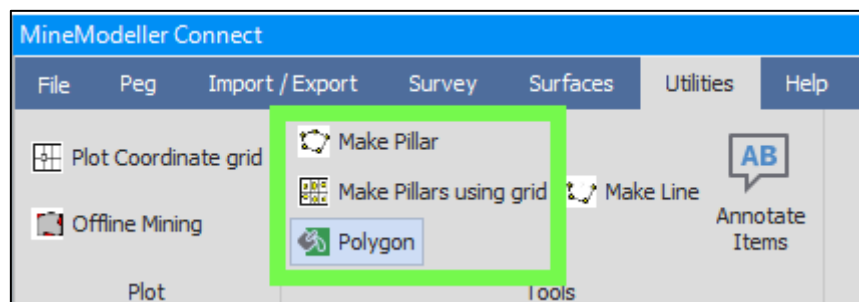 MineModeller Connect
File Peg Import / Export Survey Surfaces Utilities Help
Plot Coordinate grid
Offline Mining
Plot
Make Pillar
Make Pillars using grid
Polygon
Make Line
AB
Annotate
Items
Tools